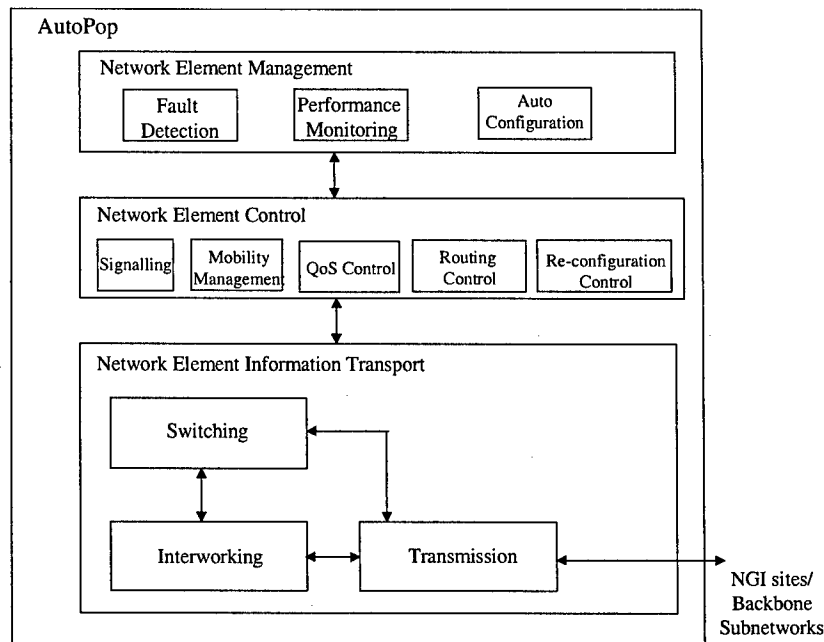 AutoPop
Network Element Management
Fault
Detection
Performance
Monitoring
Auto
Configuration
Network Element Control
Signalling
Mobility
Management
QoS Control
Routing
Control
Re-configuration
Control
Network Element Information Transport
Switching
Interworking
Transmission
NGI sites/
Backbone
Subnetworks